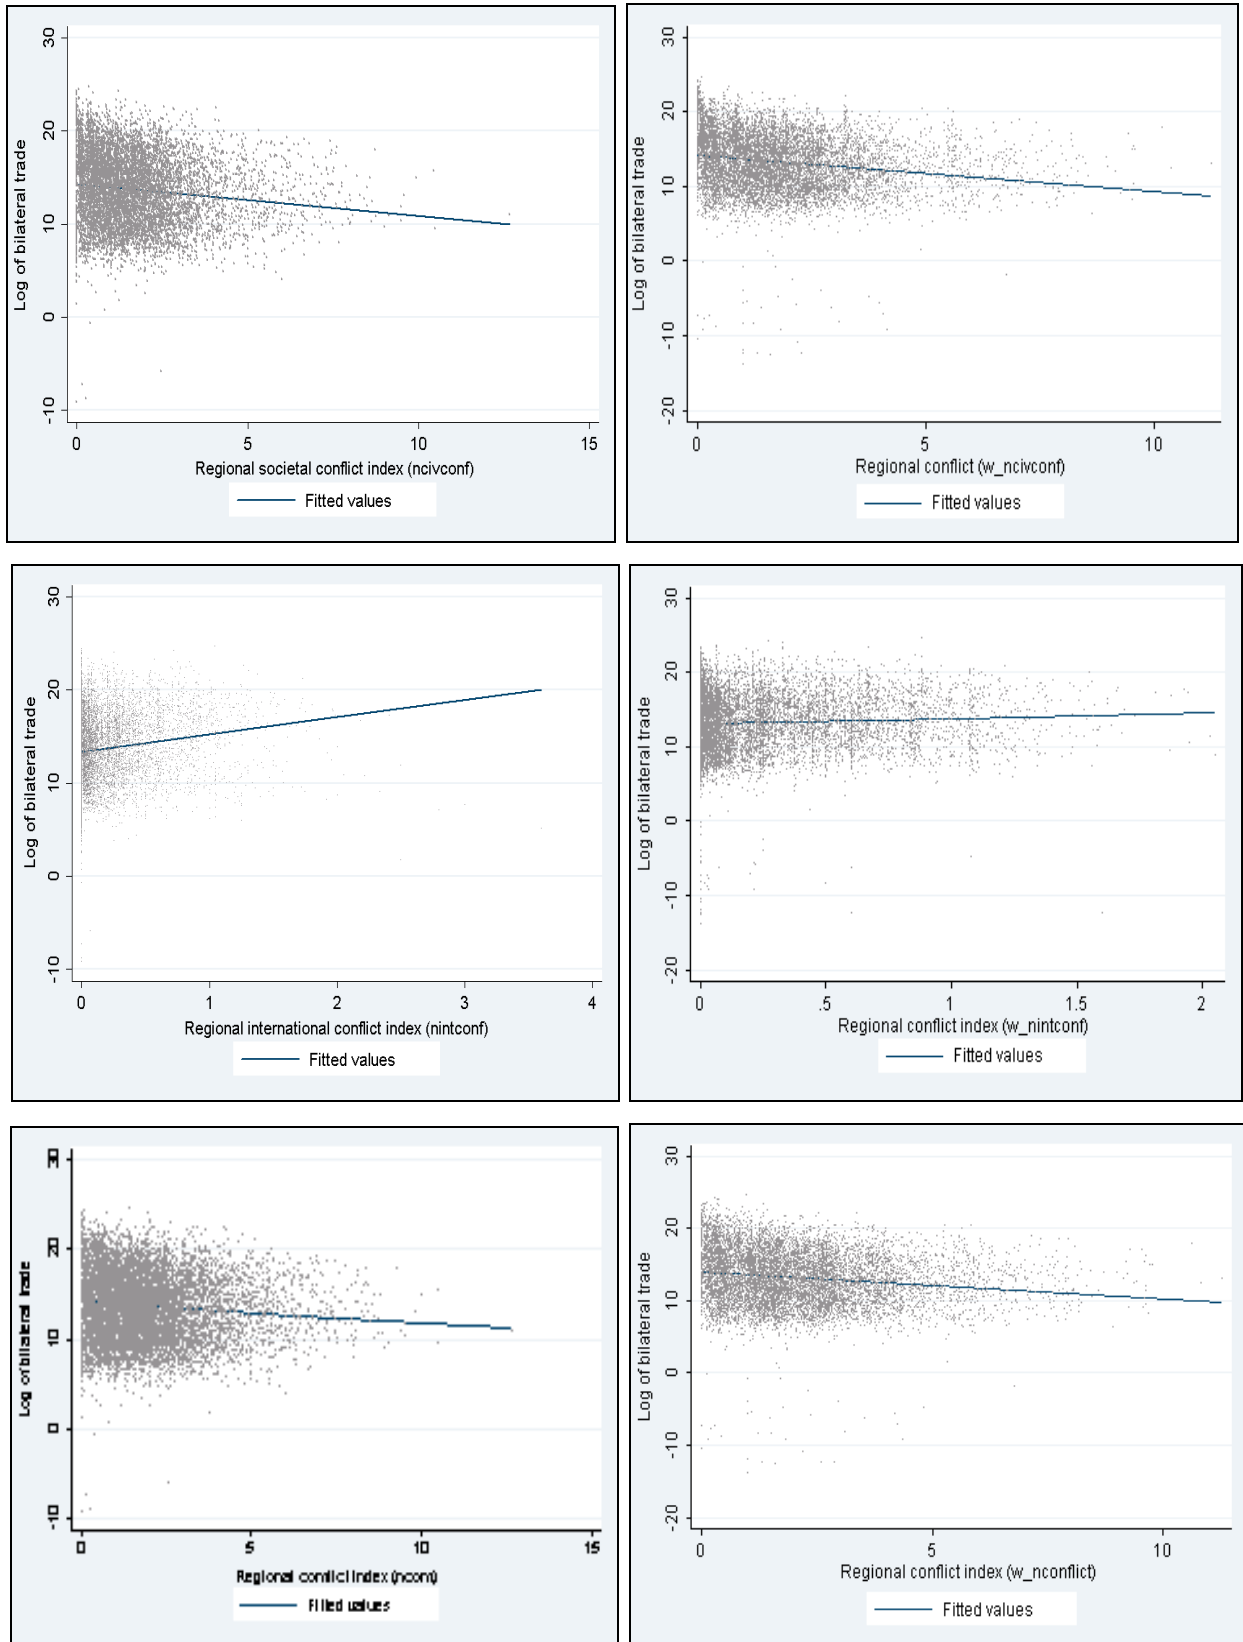 30
20
10
0
-10
Log of bilateral trade
0 5 10 15
Regional societal conflict index (ncivconf)
Fitted values
30
20
10
0
-10
-20
Log of bilateral trade
0 5 10
Regional conflict (w_ncivconf)
Fitted values
30
20
10
0
-10
Log of bilateral trade
0 1 2 3 4
Regional international conflict index (nintconf)
Fitted values
30
20
10
0
-10
-20
Log of bilateral trade
0 .5 1 1.5 2
Regional conflict index (w_nintconf)
Fitted values
30
20
10
0
-10
Log of bilateral trade
0 5 10 15
Regional conflict index (nconf)
Fitted values
30
20
10
0
-10
-20
Log of bilateral trade
0 5 10
Regional conflict index (w_nconflict)
Fitted values